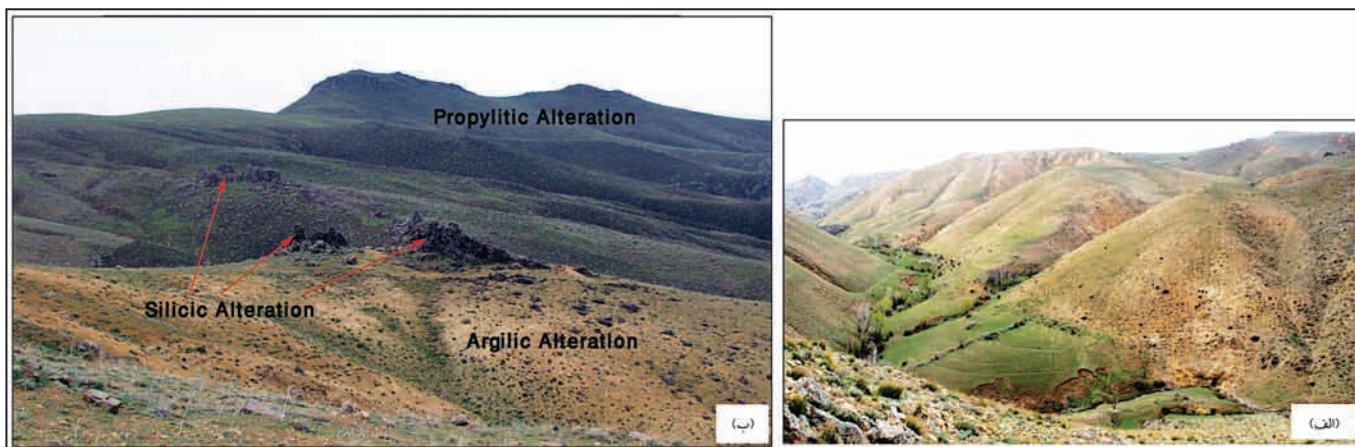 Propylitic Alteration
Silicic Alteration
Argilic Alteration
(ب)
(الف)